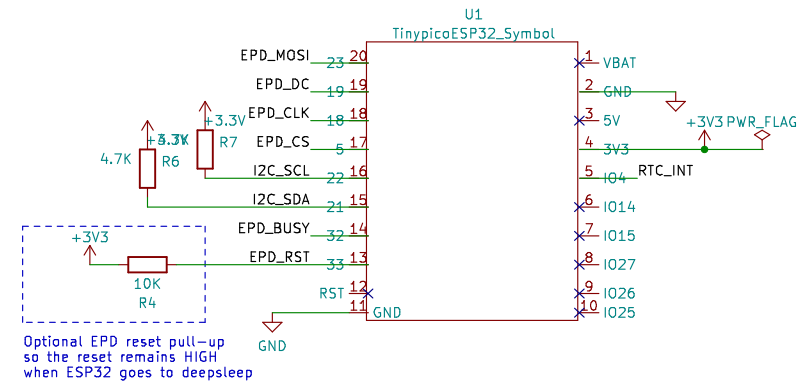 U1
TinypicoESP32_Symbol
EPD_MOSI 23 20
1 VBAT
EPD_DC 19 19
2 GND
EPD_CLK 18 18
3 5V
EPD_CS 5 17
4 3V3
+3V3 PWR_FLAG
I2C_SCL 22 16
5 IO4 RTC_INT
I2C_SDA 21 15
6 IO14
EPD_BUSY 32 14
7 IO15
EPD_RST 33 13
8 IO27
RST 12
9 IO26
11 GND
10 IO25
GND
+3.3V
R7
4.7K
R6
+3V3
10K
R4
Optional EPD reset pull-up
so the reset remains HIGH
when ESP32 goes to deepsleep